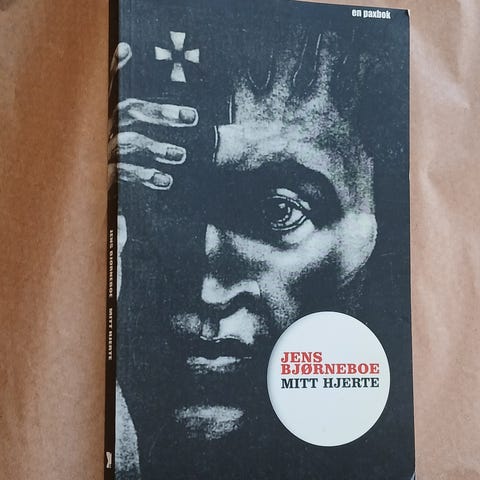 en paxbok
JENS
BJØRNEBOE
MITT HJERTE
JENS BJØRNEBOE MITT HJERTE